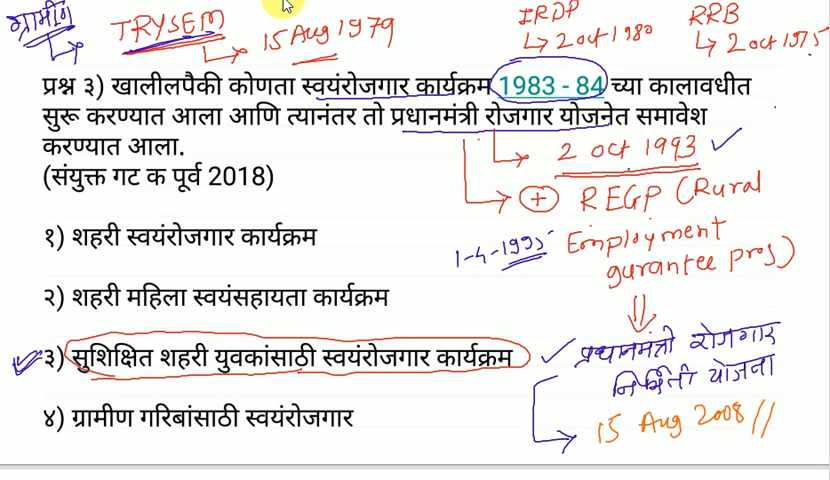 ग्रामीण
TRYSEM
15 Aug 1979
IRDP
2 oct 1980
RRB
2 oct 1975
प्रश्न ३) खालीलपैकी कोणता स्वयंरोजगार कार्यक्रम 1983 - 84 च्या कालावधीत
सुरू करण्यात आला आणि त्यानंतर तो प्रधानमंत्री रोजगार योजनेत समावेश
करण्यात आला.
2 oct 1993
(संयुक्त गट क पूर्व 2018)
+ REGP (Rural
१) शहरी स्वयंरोजगार कार्यक्रम
1-4-1995 Employment
gurantee prog)
२) शहरी महिला स्वयंसहायता कार्यक्रम
३) सुशिक्षित शहरी युवकांसाठी स्वयंरोजगार कार्यक्रम
प्रधानमंत्री रोजगार
निर्मिती योजना
४) ग्रामीण गरिबांसाठी स्वयंरोजगार
15 Aug 2008 //